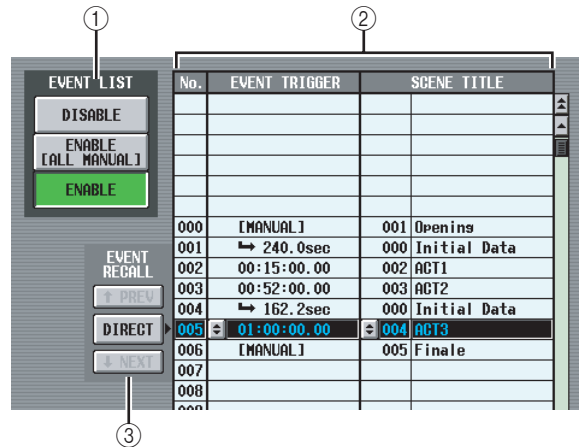 ① ②
EVENT LIST
DISABLE
ENABLE
[ALL MANUAL]
ENABLE
EVENT
RECALL
↑ PREV
DIRECT
↓ NEXT
③
No. EVENT TRIGGER SCENE TITLE
000 [MANUAL] 001 Opening
001 ↳ 240.0sec 000 Initial Data
002 00:15:00.00 002 ACT1
003 00:52:00.00 003 ACT2
004 ↳ 162.2sec 000 Initial Data
005 01:00:00.00 004 ACT3
006 [MANUAL] 005 Finale
007
008